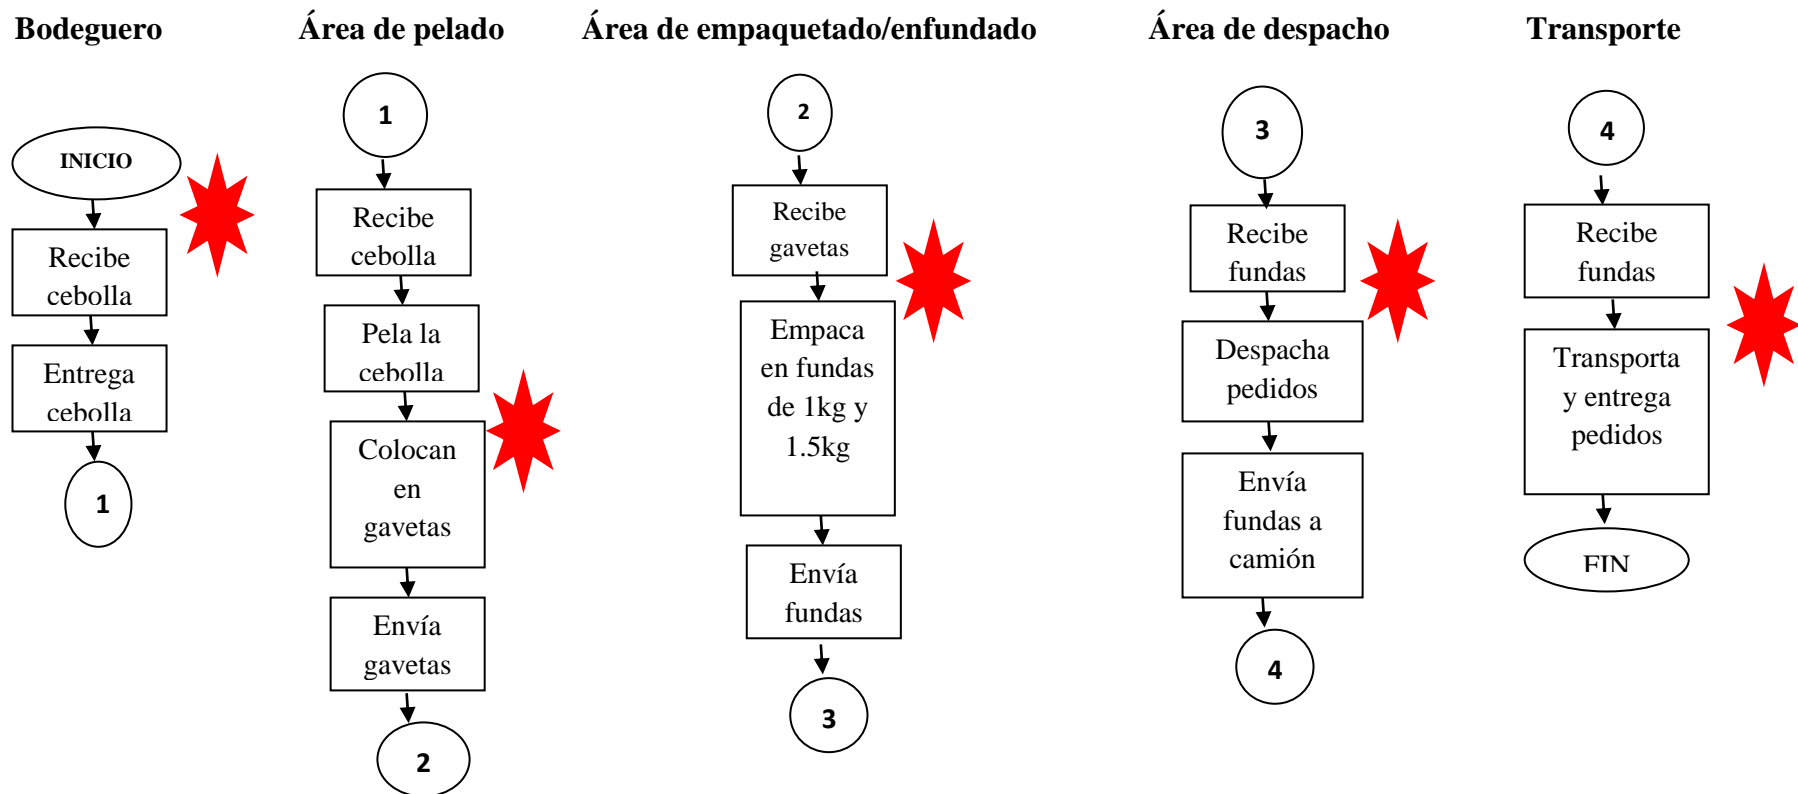 Bodeguero
INICIO
Recibe
cebolla
Entrega
cebolla
1
Área de pelado
1
Recibe
cebolla
Pela la
cebolla
Colocan
en
gavetas
Envía
gavetas
2
Área de empaquetado/enfundado
2
Recibe
gavetas
Empaca
en fundas
de 1kg y
1.5kg
Envía
fundas
3
Área de despacho
3
Recibe
fundas
Despacha
pedidos
Envía
fundas a
camión
4
Transporte
4
Recibe
fundas
Transporta
y entrega
pedidos
FIN